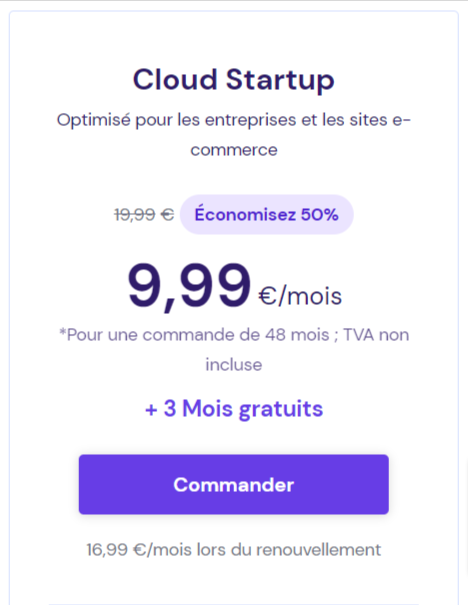 Cloud Startup
Optimisé pour les entreprises et les sites e-
commerce
19,99 € Économisez 50%
9,99 €/mois
*Pour une commande de 48 mois ; TVA non
incluse
+ 3 Mois gratuits
Commander
16,99 €/mois lors du renouvellement